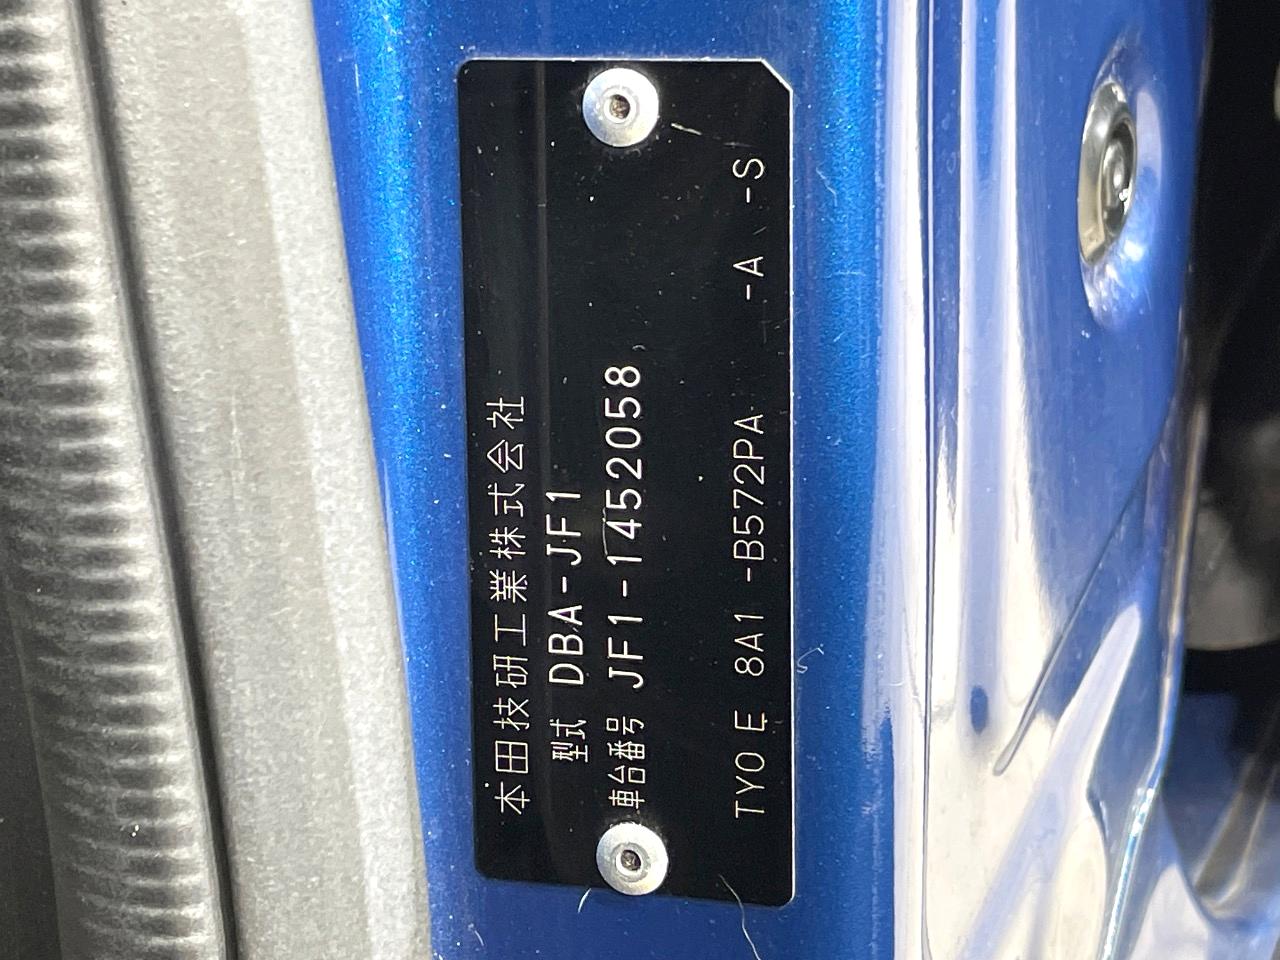 本田技研工業株式会社
型式 DBA-JF1
車台番号 JF1-1452058
TYO E 8A1 -B572PA -A -S